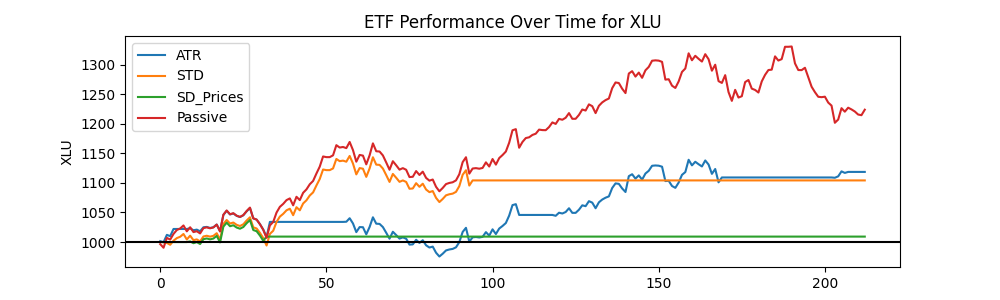 ETF Performance Over Time for XLU
ATR
STD
SD_Prices
Passive
XLU
1300
1250
1200
1150
1100
1050
1000
0 50 100 150 200